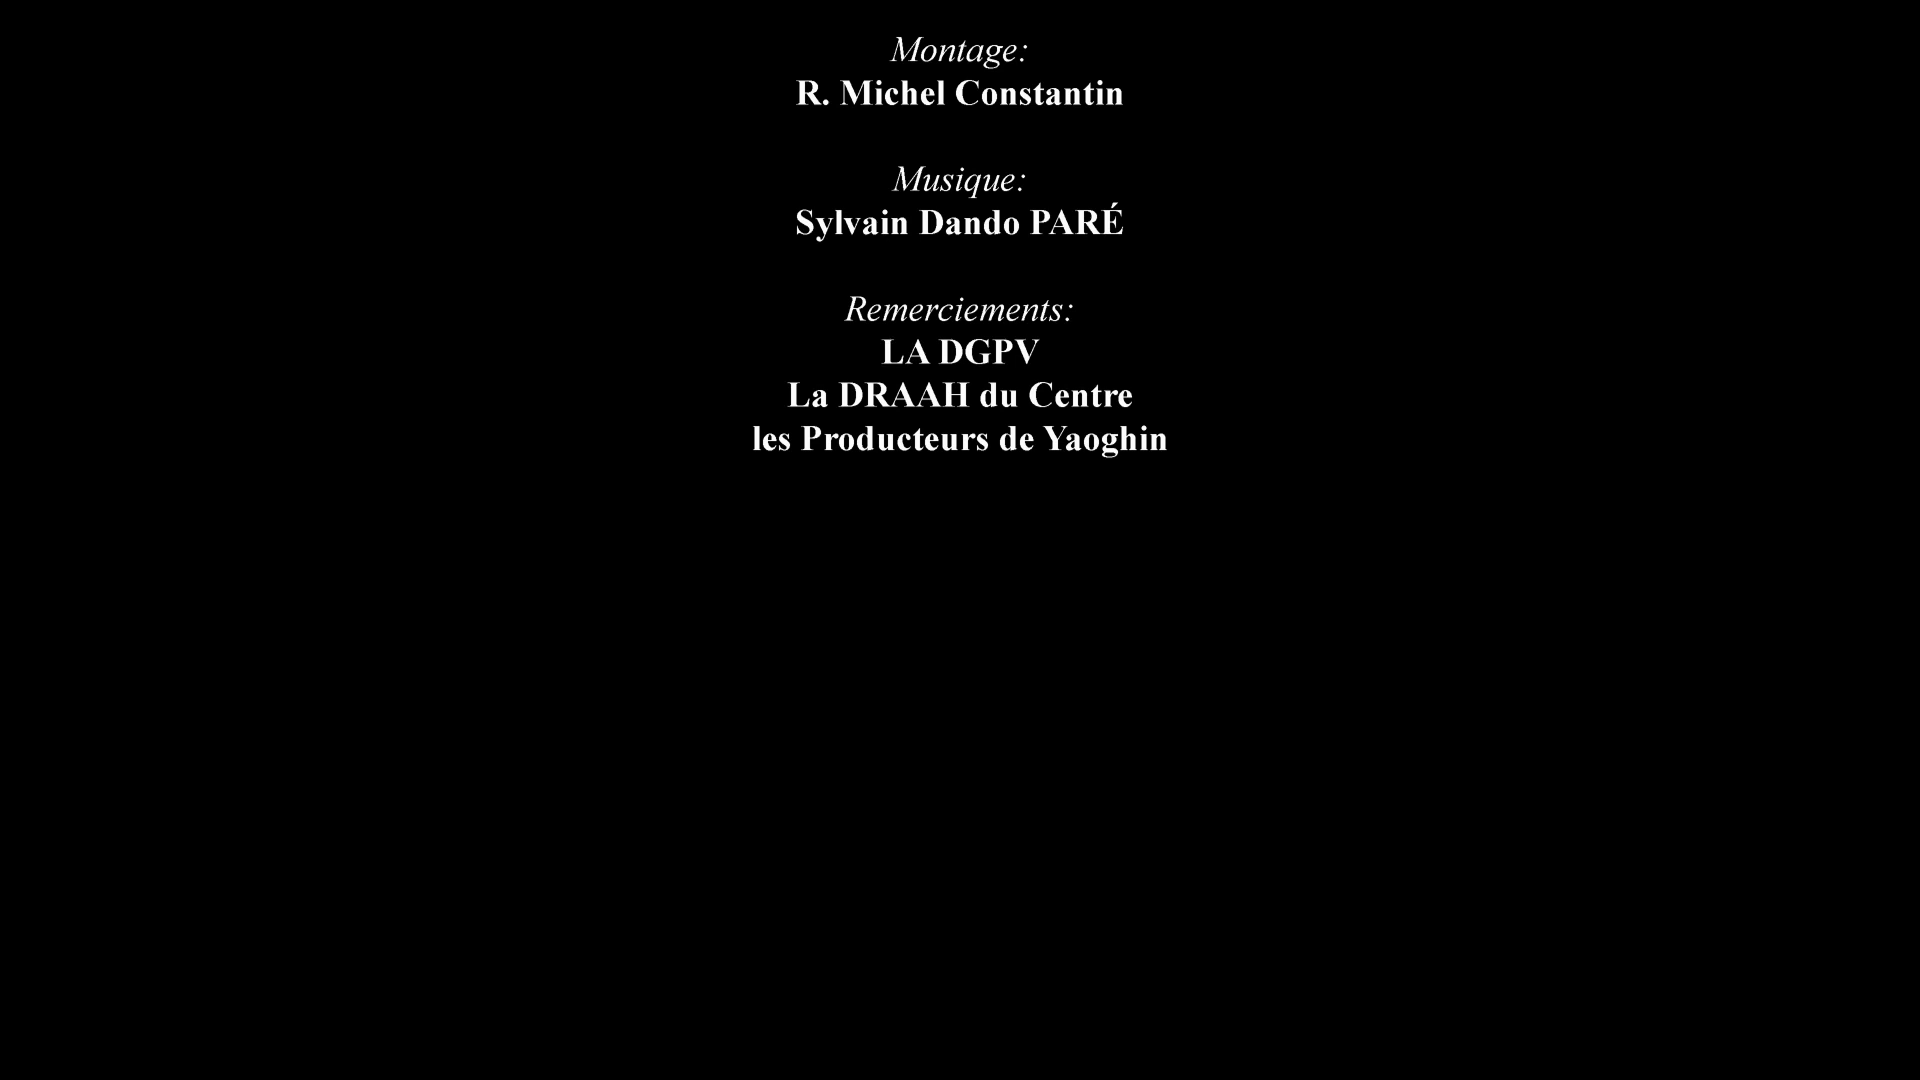 Montage:
R. Michel Constantin
Musique:
Sylvain Dando PARÉ
Remerciements:
LA DGPV
La DRAAH du Centre
les Producteurs de Yaoghin